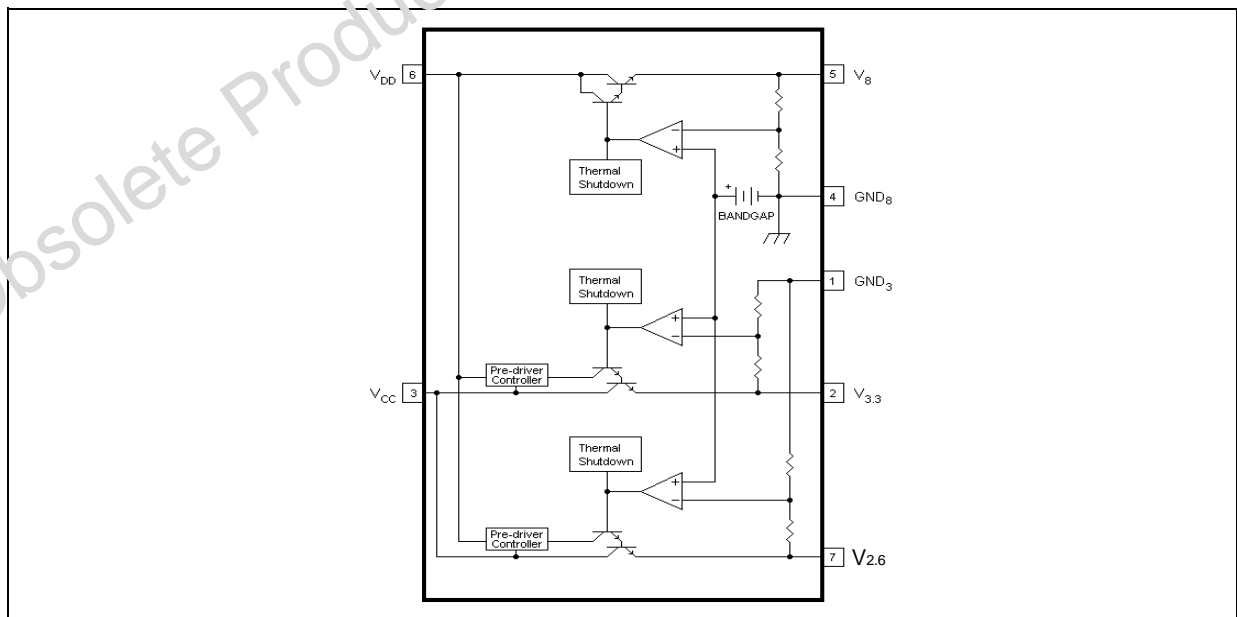 Obsolete Produc
VDD 6
5 V8
Thermal
Shutdown
+
BANDGAP
4 GND8
Thermal
Shutdown
1 GND3
Pre-driver
Controller
VCC 3
2 V3.3
Thermal
Shutdown
Pre-driver
Controller
7 V2.6